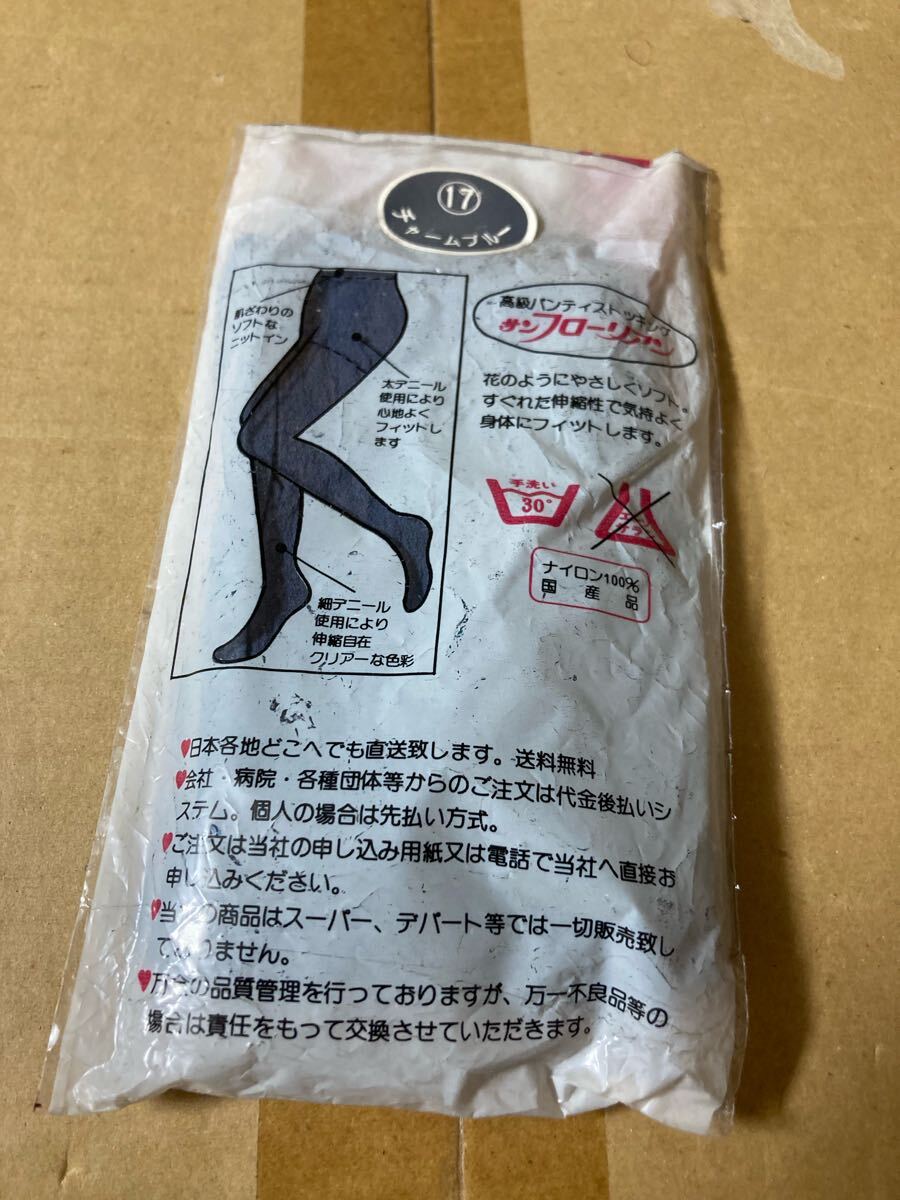 ⑰
チャームブルー
肌ざわりの
ソフトな
ニットイン
太デニール
使用により
心地よく
フィットし
ます
細デニール
使用により
伸縮自在
クリアーな色彩
高級パンティストッキング
サンフローリアン
花のようにやさしくソフト。
すぐれた伸縮性で気持よく
身体にフィットします。
手洗い
30°
ナイロン100%
国産品
♥日本各地どこへでも直送致します。送料無料
♥会社・病院・各種団体等からのご注文は代金後払いシ
ステム。個人の場合は先払い方式。
♥ご注文は当社の申し込み用紙又は電話で当社へ直接お
申し込みください。
♥当社の商品はスーパー、デパート等では一切販売致し
ておりません。
♥万全の品質管理を行っておりますが、万一不良品等の
場合は責任をもって交換させていただきます。